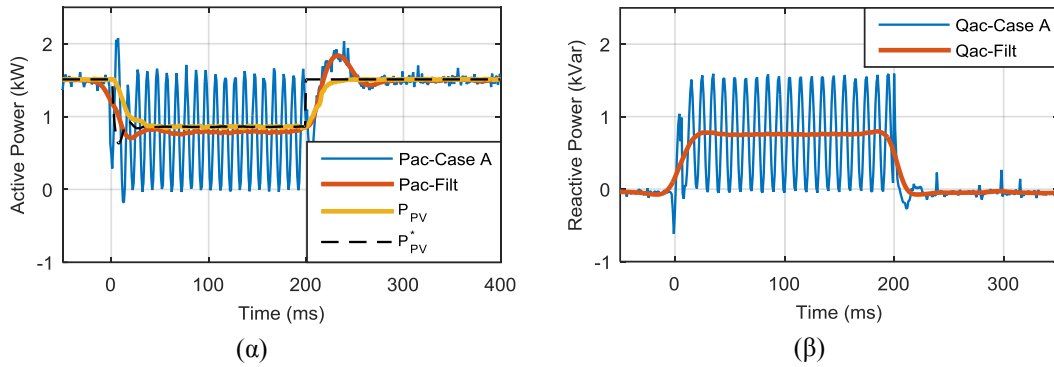 2
1
0
-1
Active Power (kW)
Pac-Case A
Pac-Filt
P_PV
P*_PV
0 100 200 300 400
Time (ms)
(α)
2
1
0
-1
Reactive Power (kVar)
Qac-Case A
Qac-Filt
0 100 200 300
Time (ms)
(β)